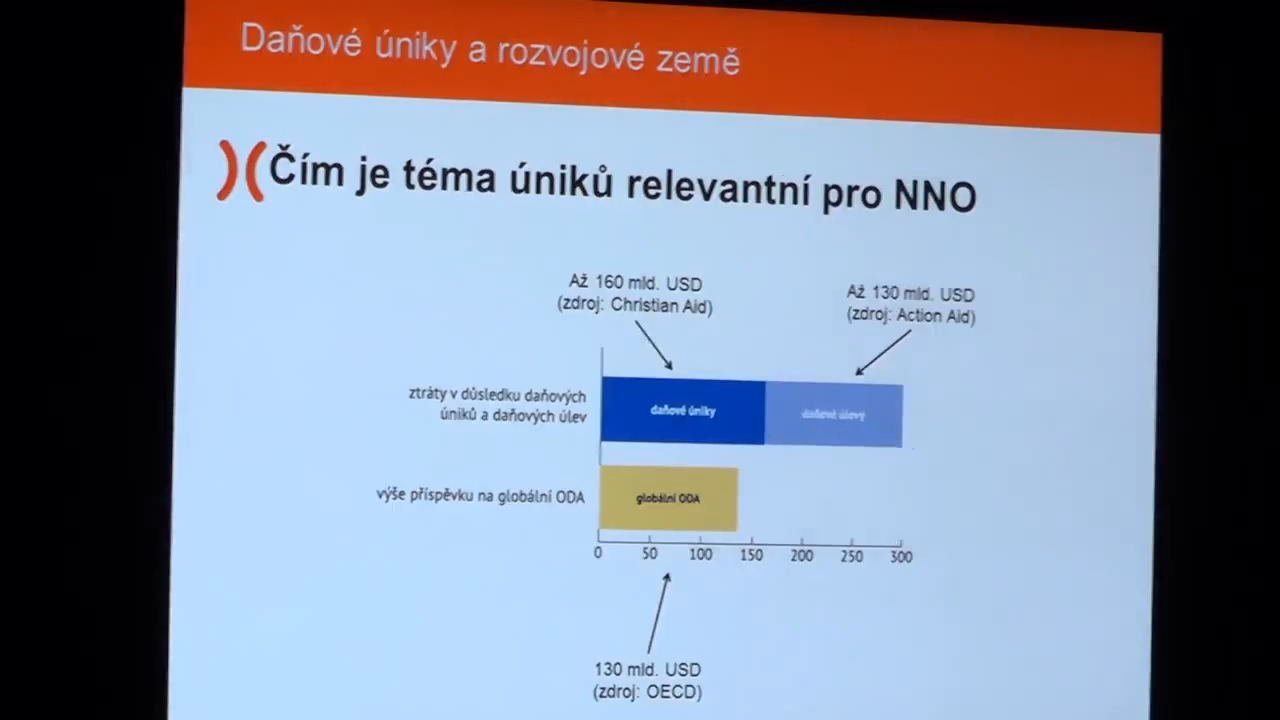 Daňové úniky a rozvojové země
Čím je téma úniků relevantní pro NNO
Až 160 mld. USD
(zdroj: Christian Aid)
Až 130 mld. USD
(zdroj: Action Aid)
ztráty v důsledku daňových
úniků a daňových úlev
daňové úniky
daňové úlevy
výše příspěvku na globální ODA
globální ODA
0 50 100 150 200 250 300
130 mld. USD
(zdroj: OECD)